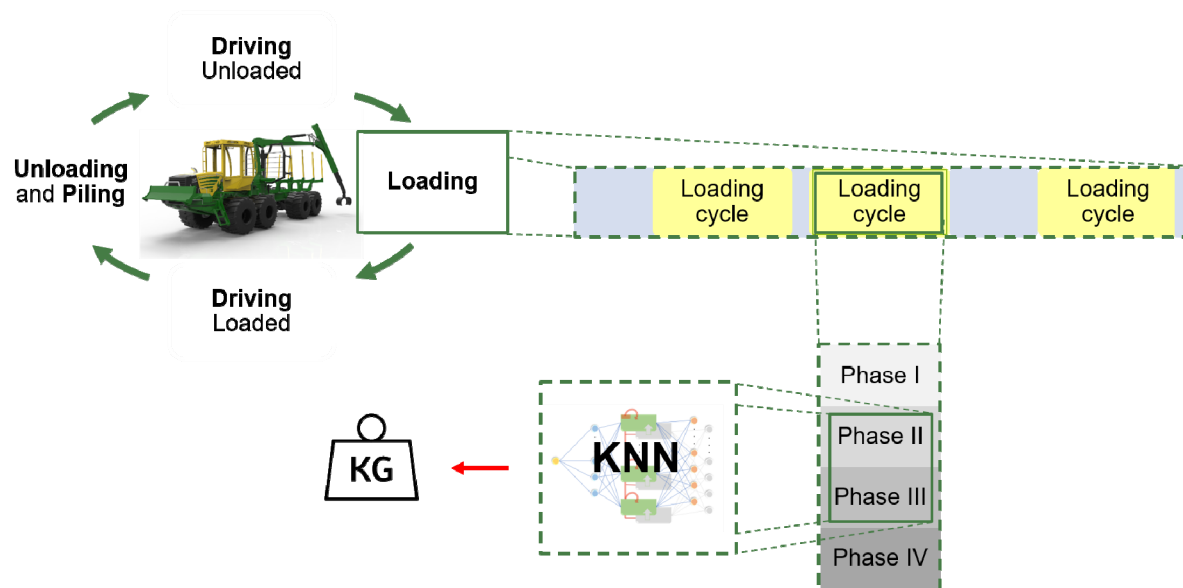 Driving
Unloaded
Unloading
and Piling
Loading
Driving
Loaded
Loading
cycle
Loading
cycle
Loading
cycle
Phase I
Phase II
Phase III
Phase IV
KNN
KG